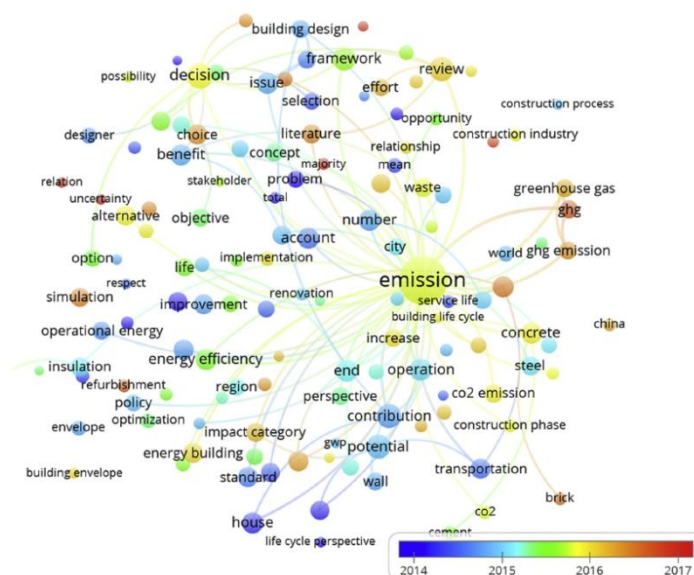 building design
framework
possibility
decision
issue
review
effort
selection
construction process
opportunity
designer
choice
literature
construction industry
relationship
benefit
concept
majority
mean
relation
stakeholder
problem
waste
greenhouse gas
uncertainty
total
ghg
alternative
objective
number
account
city
world
ghg emission
option
life
implementation
emission
respect
renovation
service life
simulation
improvement
building life cycle
china
operational energy
increase
concrete
energy efficiency
insulation
end
operation
steel
refurbishment
region
policy
perspective
co2 emission
optimization
contribution
envelope
impact category
construction phase
energy building
gwp
potential
building envelope
standard
wall
transportation
brick
house
co2
life cycle perspective
cement
2014
2015
2016
2017